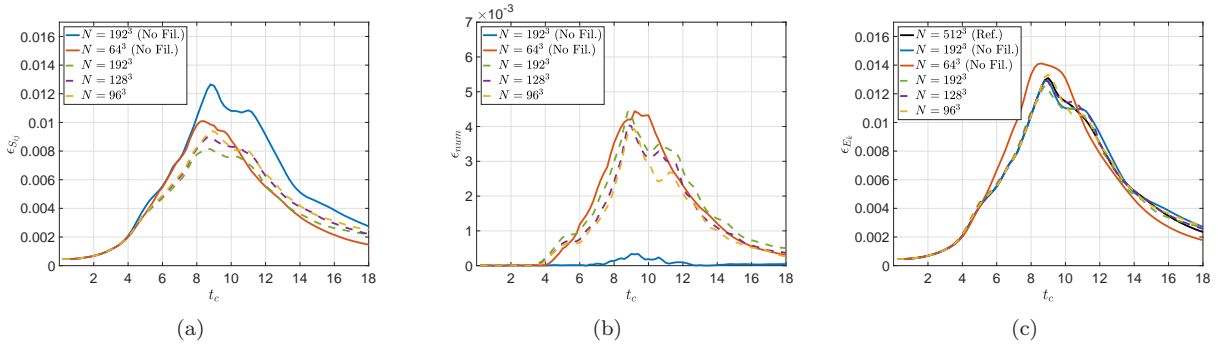 0.016
0.014
0.012
0.01
0.008
0.006
0.004
0.002
0
ϵ_{S_{ij}}
N = 192³ (No Fil.)
N = 64³ (No Fil.)
N = 192³
N = 128³
N = 96³
2 4 6 8 10 12 14 16 18
t_c
(a)
×10⁻³
7
6
5
4
3
2
1
0
ϵ_{num}
N = 192³ (No Fil.)
N = 64³ (No Fil.)
N = 192³
N = 128³
N = 96³
0 2 4 6 8 10 12 14 16 18
t_c
(b)
0.016
0.014
0.012
0.01
0.008
0.006
0.004
0.002
0
ϵ_{E_k}
N = 512³ (Ref.)
N = 192³ (No Fil.)
N = 64³ (No Fil.)
N = 192³
N = 128³
N = 96³
2 4 6 8 10 12 14 16 18
t_c
(c)